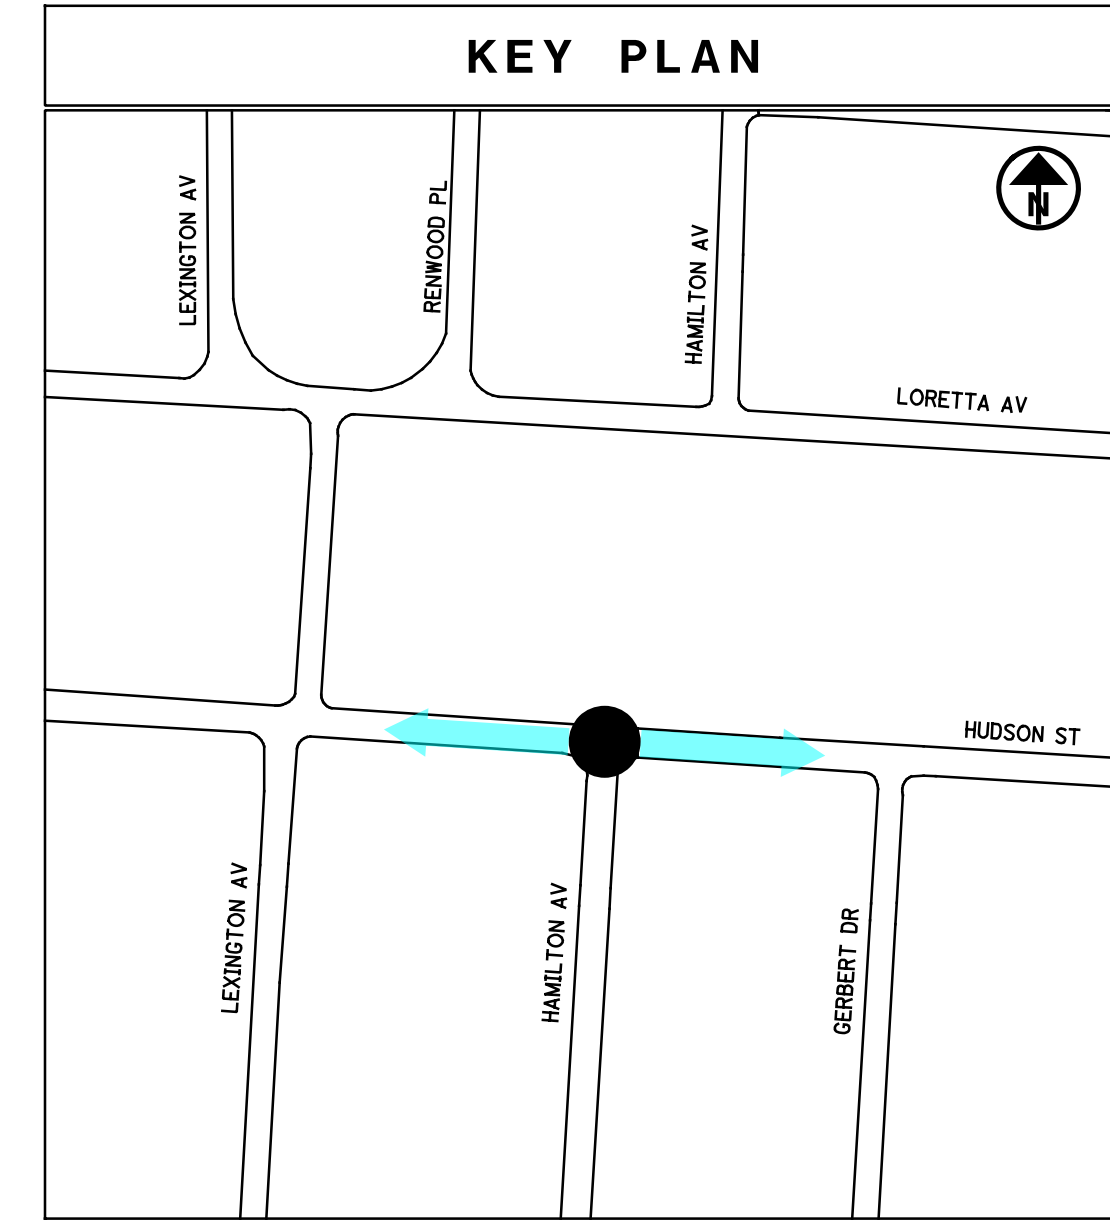 KEY PLAN
N
LEXINGTON AV
RENWOOD PL
HAMILTON AV
LORETTA AV
HUDSON ST
LEXINGTON AV
HAMILTON AV
GERBERT DR